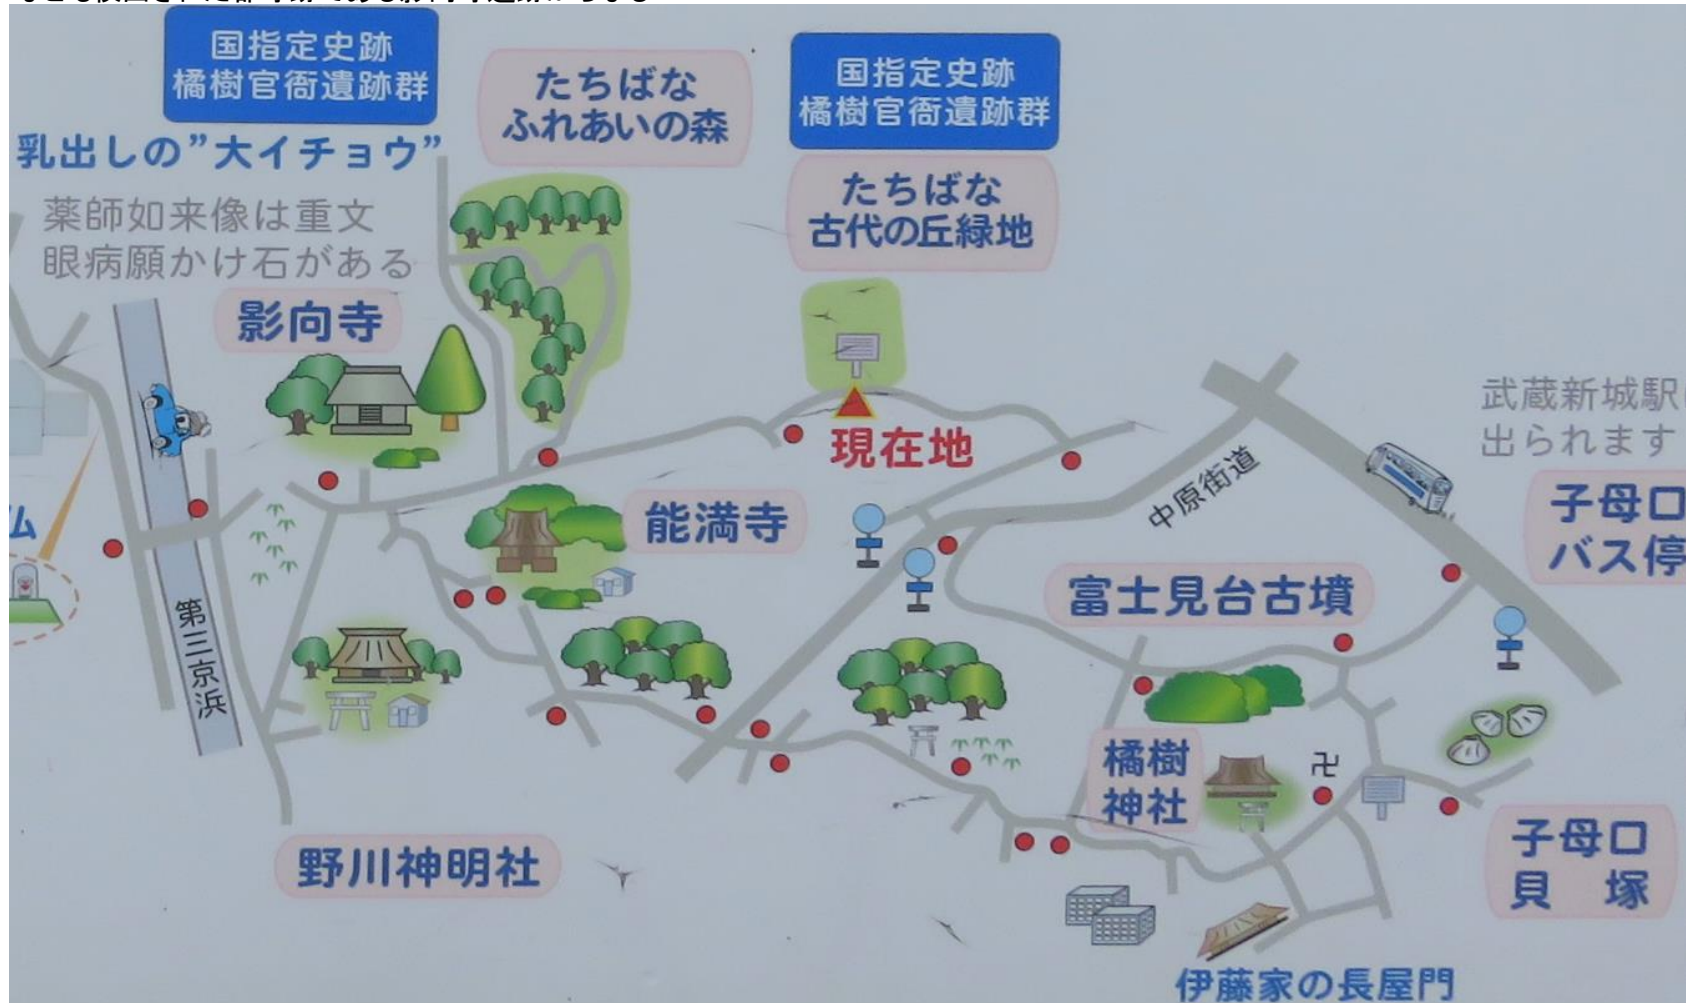 国指定史跡
橘樹官衙遺跡群
乳出しの”大イチョウ”
薬師如来像は重文
眼病願かけ石がある
影向寺
たちばな
ふれあいの森
国指定史跡
橘樹官衙遺跡群
たちばな
古代の丘緑地
現在地
武蔵新城駅
出られます
中原街道
子母口
バス停
能満寺
富士見台古墳
第三京浜
橘樹
神社
卍
野川神明社
子母口
貝 塚
伊藤家の長屋門